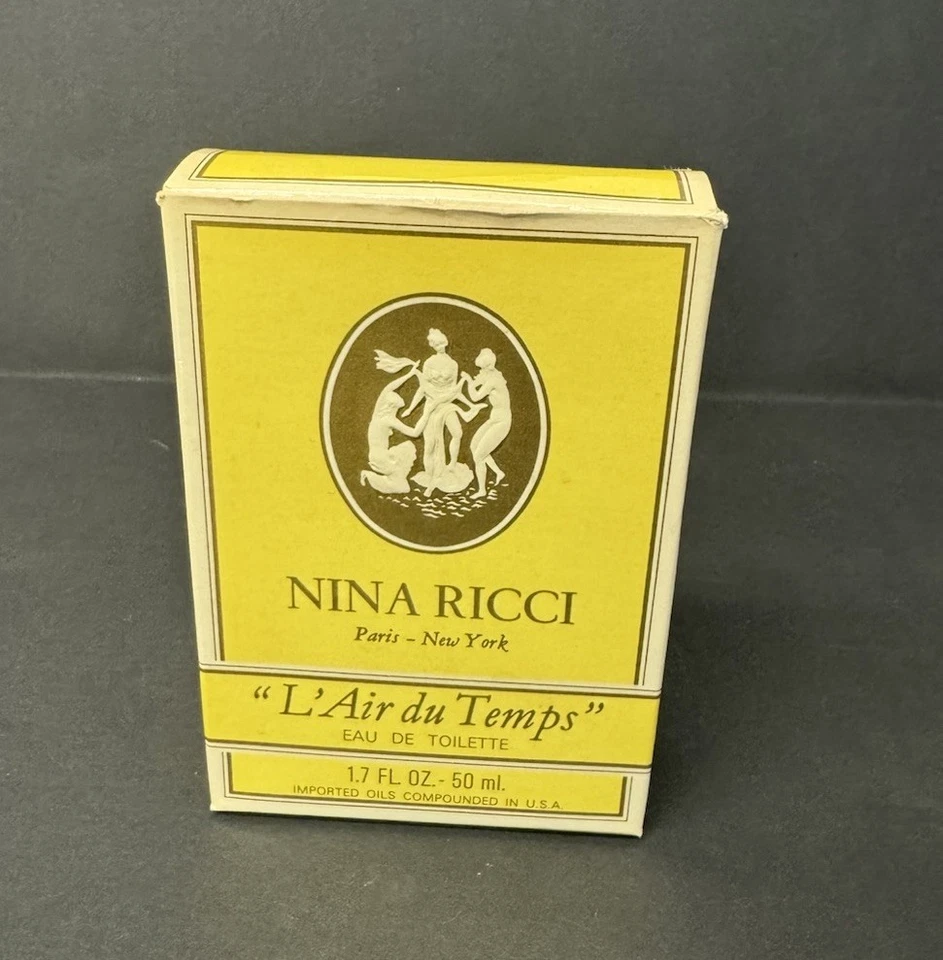 NINA RICCI
Paris - New York
“L'Air du Temps”
EAU DE TOILETTE
1.7 FL. OZ. - 50 ml.
IMPORTED OILS COMPOUNDED IN U.S.A.